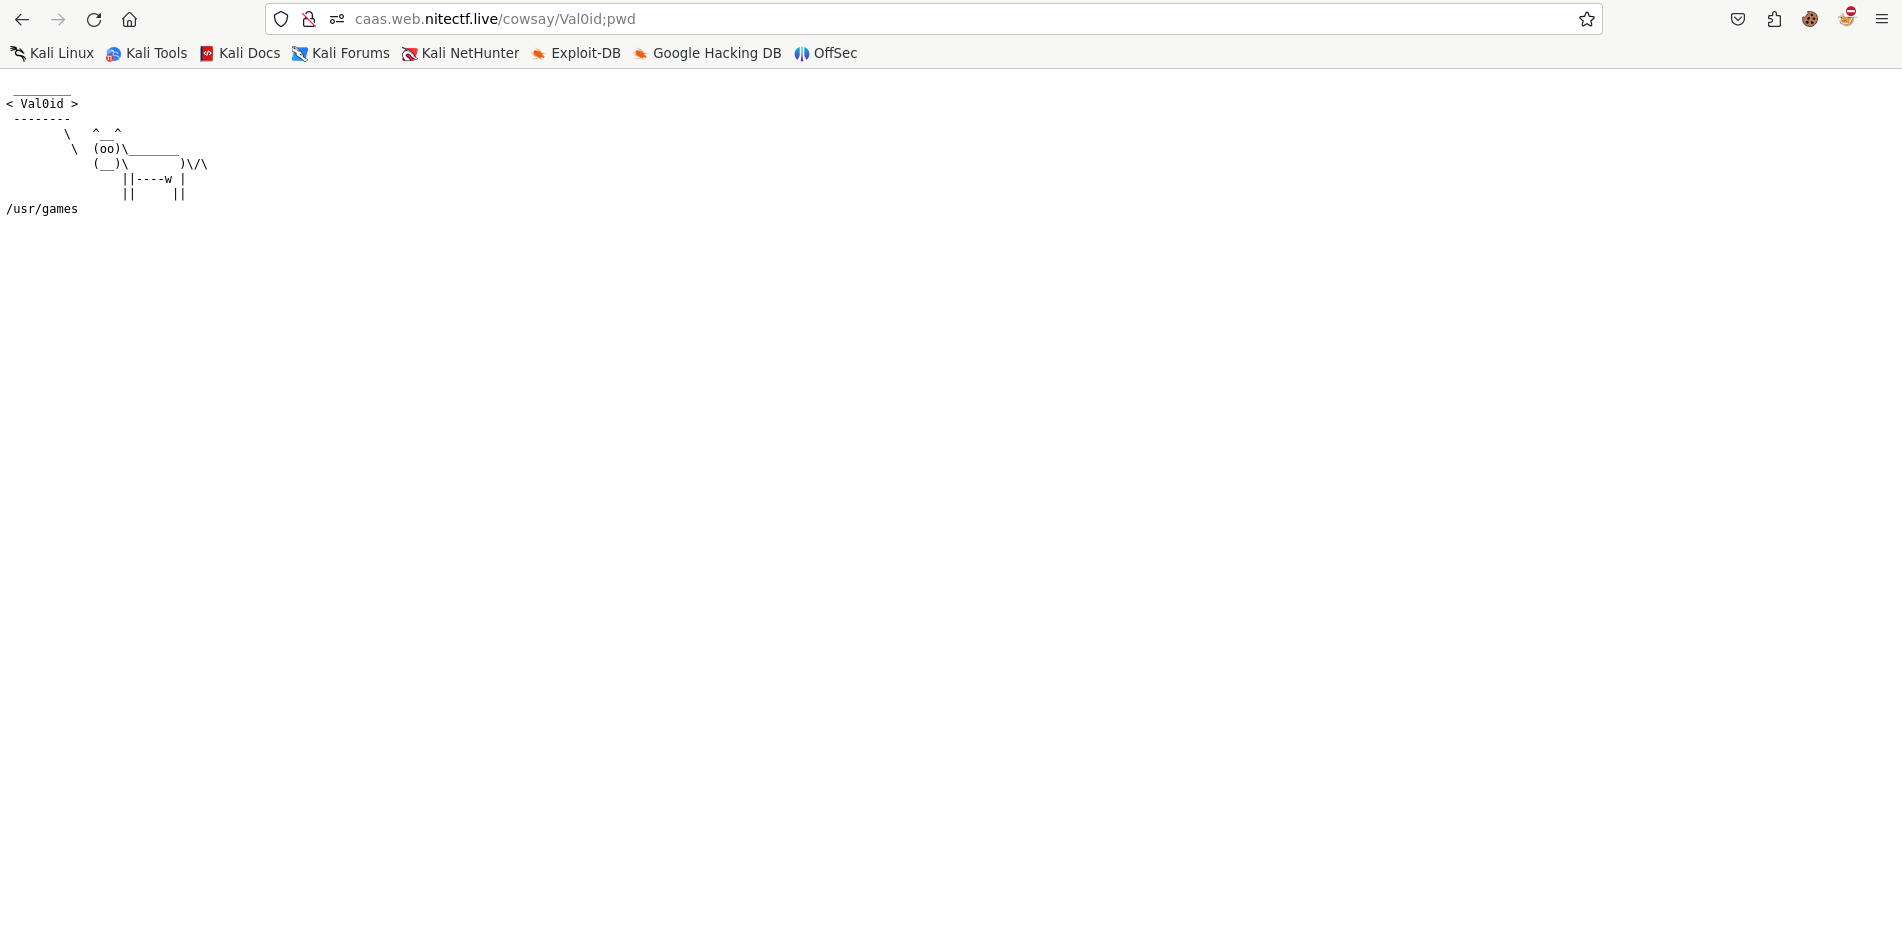 caas.web.nitectf.live/cowsay/Val0id;pwd
Kali Linux Kali Tools Kali Docs Kali Forums Kali NetHunter Exploit-DB Google Hacking DB OffSec
 ________
< Val0id >
 --------
        \   ^__^
         \  (oo)\_______
            (__)\       )\/\
                ||----w |
                ||     ||
/usr/games